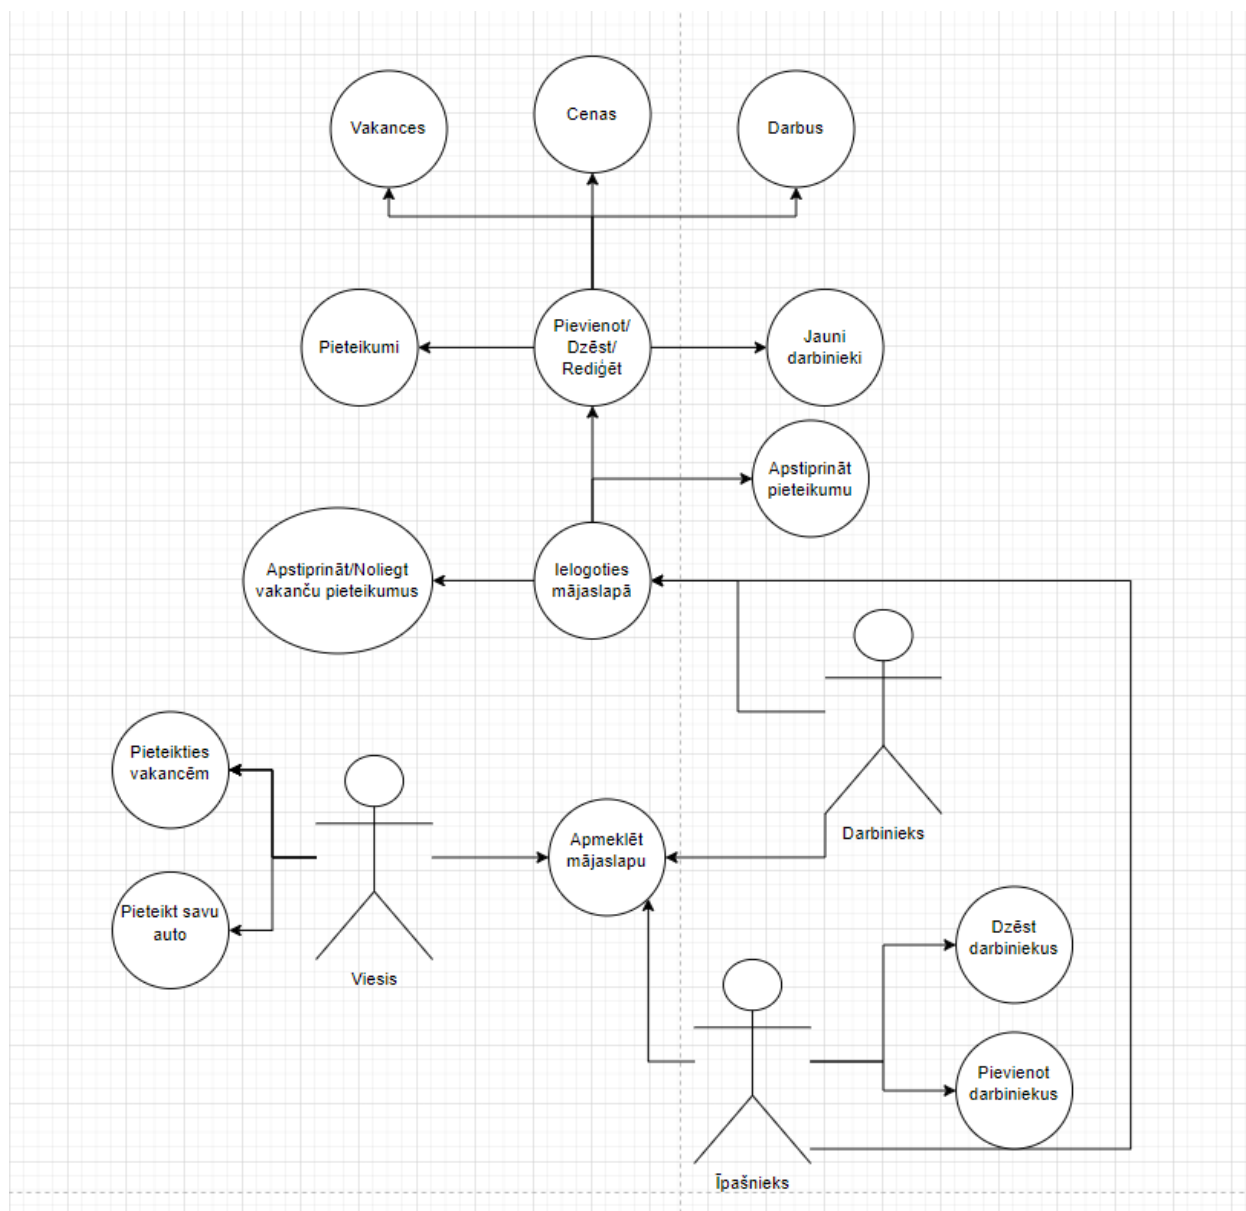 Vakances
Cenas
Darbus
Pieteikumi
Pievienot/
Dzēst/
Rediģēt
Jauni
darbinieki
Apstiprināt
pieteikumu
Apstiprināt/Noliegt
vakanču pieteikumus
Ielogoties
mājaslapā
Pieteikties
vakancēm
Apmeklēt
mājaslapu
Darbinieks
Pieteikt savu
auto
Viesis
Dzēst
darbiniekus
Pievienot
darbiniekus
Īpašnieks